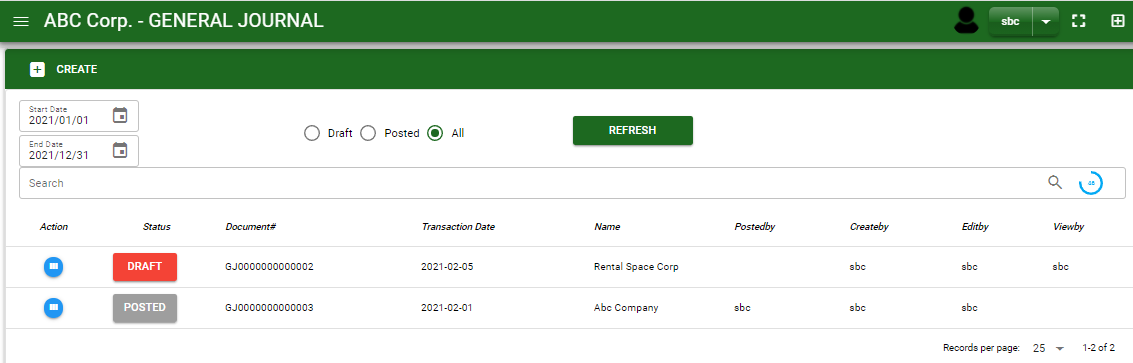 ABC Corp. - GENERAL JOURNAL sbc
CREATE
Start Date
2021/01/01
Draft Posted All REFRESH
End Date
2021/12/31
Search
Action Status Document# Transaction Date Name Postedby Createby Editby Viewby
DRAFT GJ0000000000002 2021-02-05 Rental Space Corp sbc sbc sbc
POSTED GJ0000000000003 2021-02-01 Abc Company sbc sbc sbc
Records per page: 25 1-2 of 2